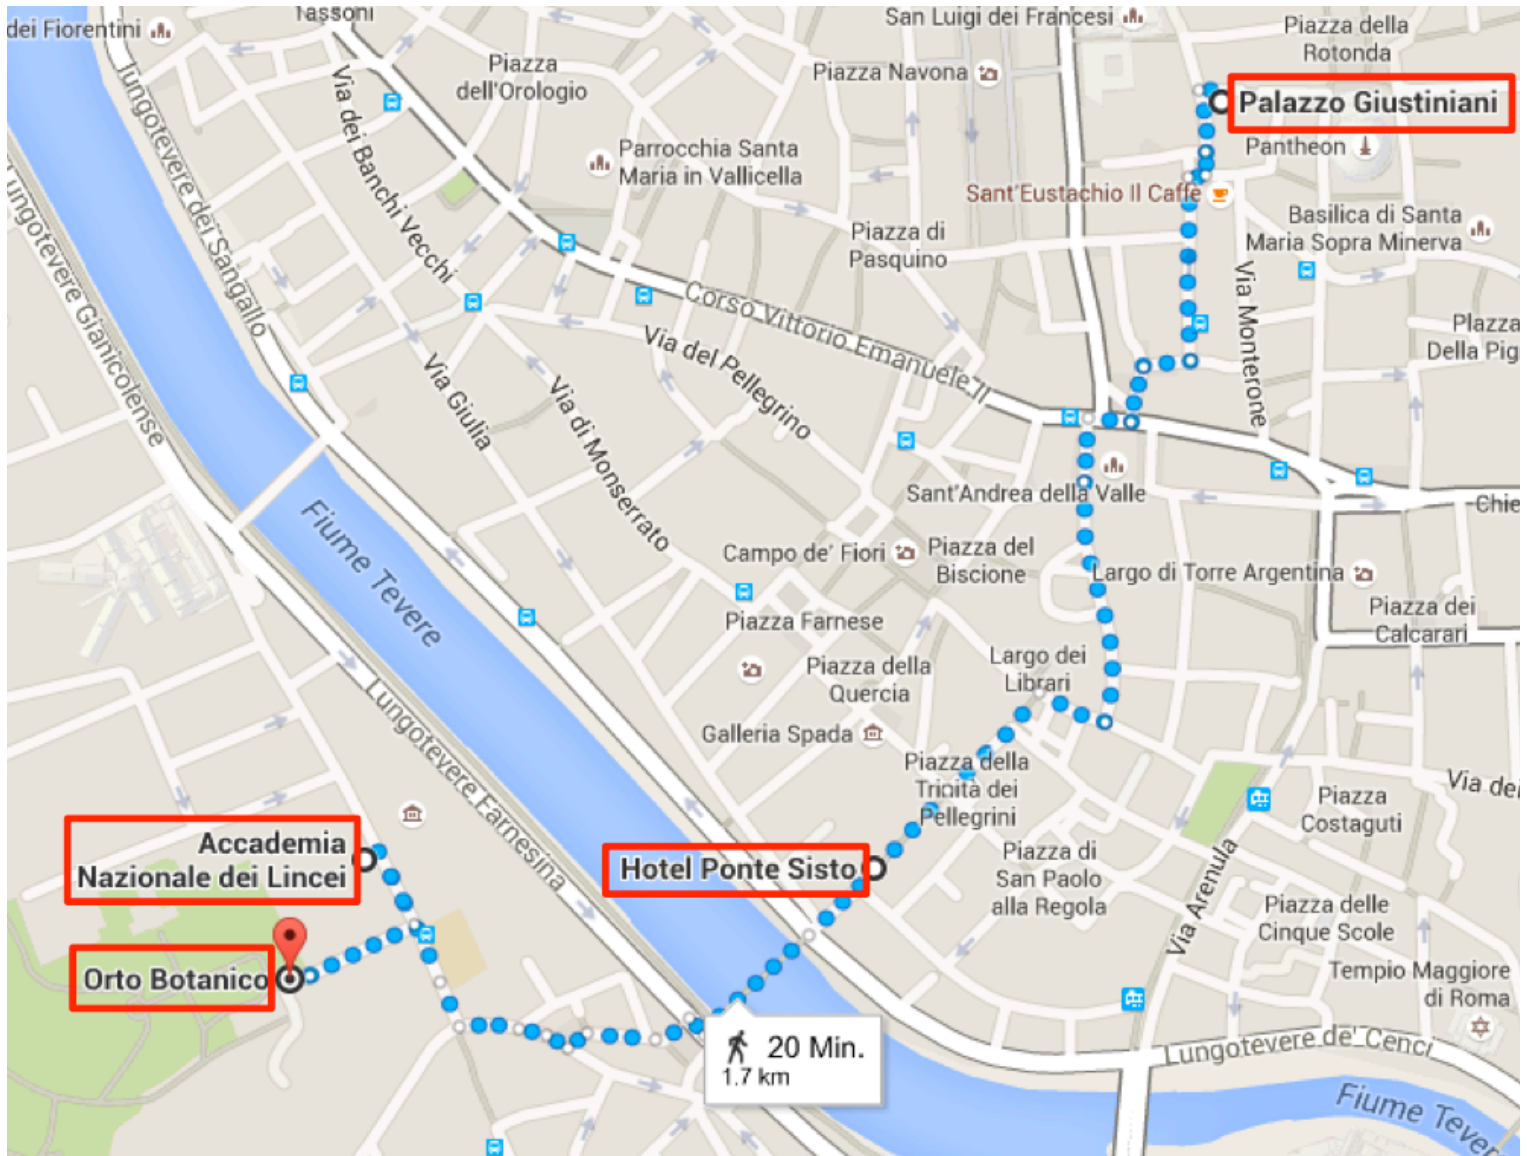 dei Fiorentini
Tassoni
San Luigi dei Francesi
Piazza della
Rotonda
Piazza
dell'Orologio
Piazza Navona
Palazzo Giustiniani
Pantheon
Parrocchia Santa
Maria in Vallicella
Sant'Eustachio Il Caffè
Basilica di Santa
Maria Sopra Minerva
Piazza di
Pasquino
Via dei Banchi Vecchi
Lungotevere dei Sangallo
Lungotevere Gianicolense
Corso Vittorio Emanuele II
Via Monterone
Piazza
Della Pig
Via del Pellegrino
Via Giulia
Via di Monserrato
Sant'Andrea della Valle
Chie
Fiume Tevere
Campo de' Fiori
Piazza del
Biscione
Largo di Torre Argentina
Piazza Farnese
Piazza dei
Calcarari
Piazza della
Quercia
Largo dei
Librari
Lungotevere Farnesina
Galleria Spada
Piazza della
Trinità dei
Pellegrini
Via dei
Piazza
Costaguti
Accademia
Nazionale dei Lincei
Hotel Ponte Sisto
Piazza di
San Paolo
alla Regola
Via Arenula
Piazza delle
Cinque Scole
Orto Botanico
Tempio Maggiore
di Roma
20 Min.
1.7 km
Lungotevere de' Cenci
Fiume Teve